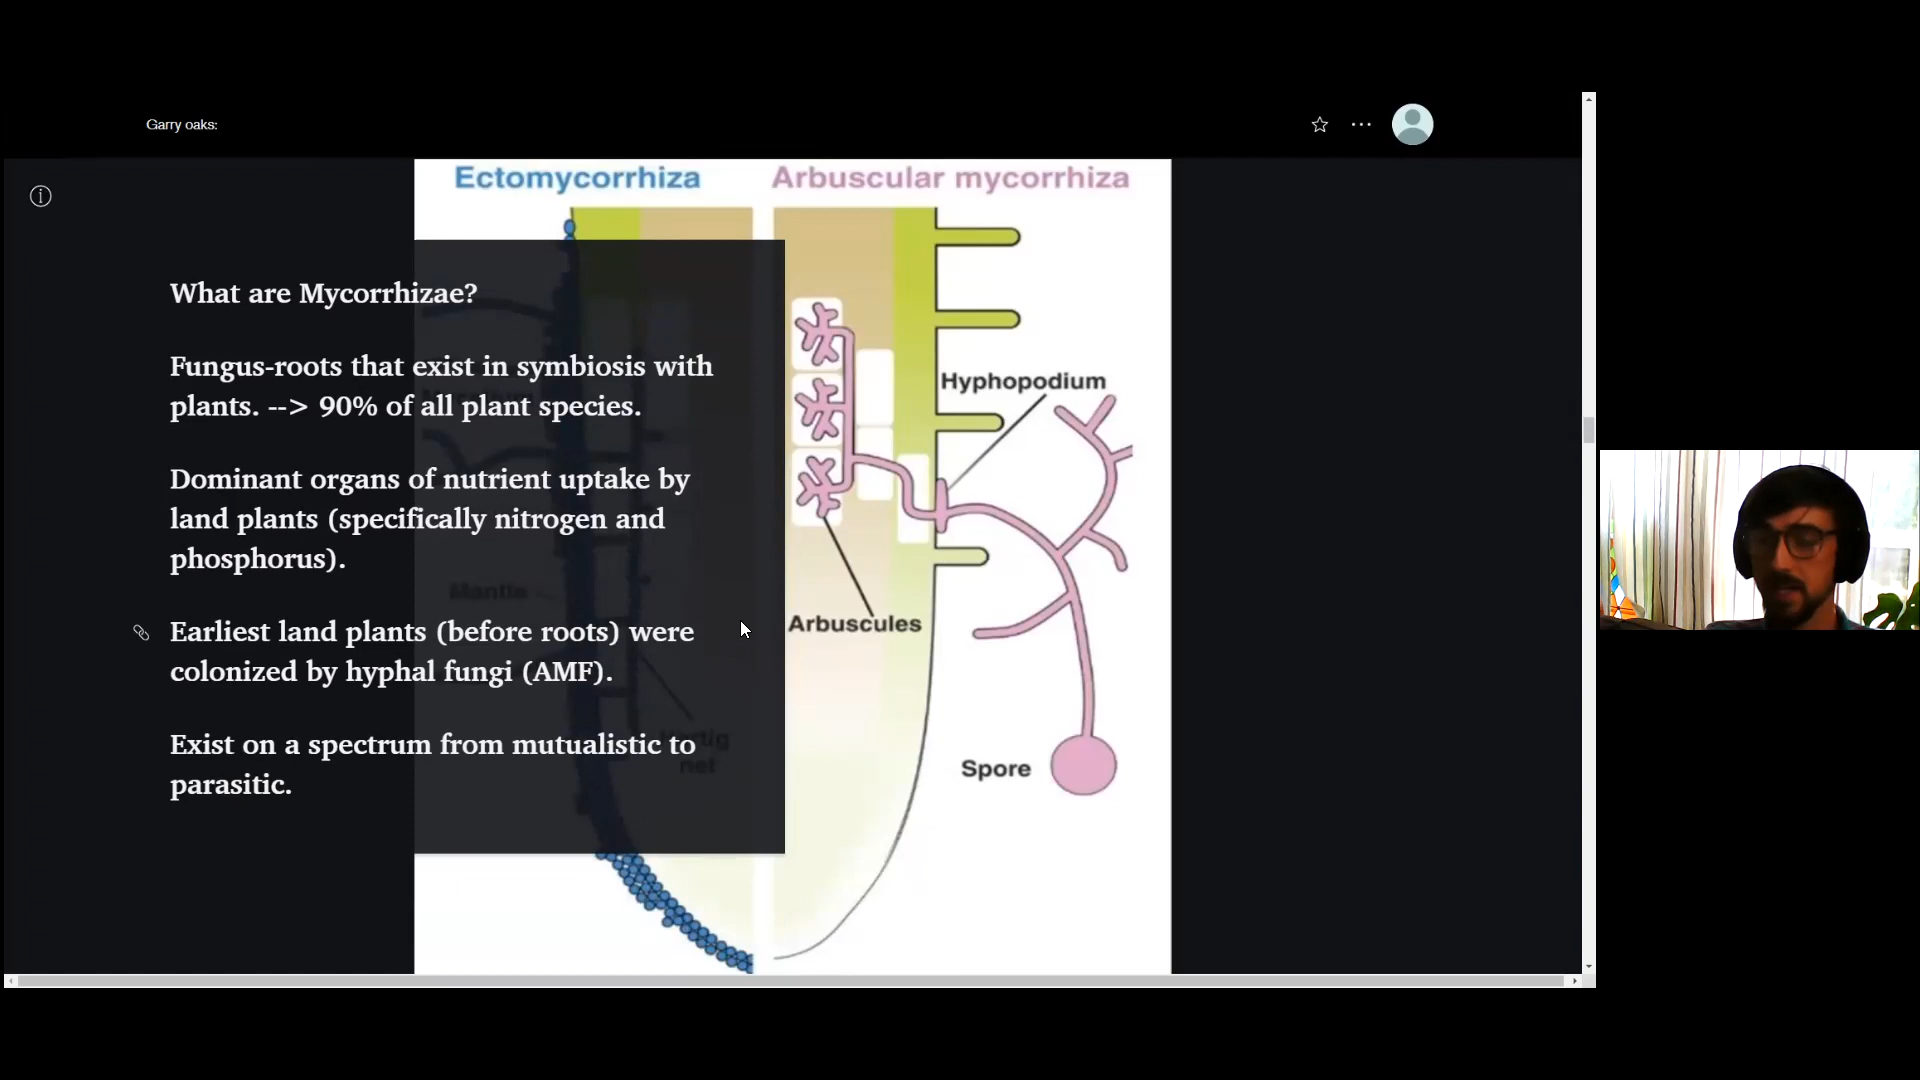 Garry oaks:
Ectomycorrhiza
Arbuscular mycorrhiza
What are Mycorrhizae?
Fungus-roots that exist in symbiosis with
plants. --> 90% of all plant species.
Dominant organs of nutrient uptake by
land plants (specifically nitrogen and
phosphorus).
Earliest land plants (before roots) were
colonized by hyphal fungi (AMF).
Exist on a spectrum from mutualistic to
parasitic.
Mantle
net
Hyphopodium
Arbuscules
Spore